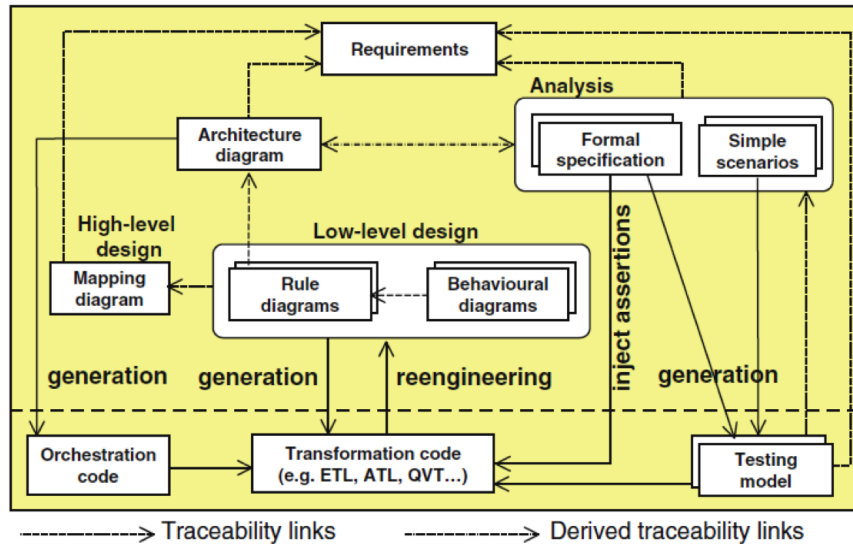 Requirements
Analysis
Architecture
diagram
Formal
specification
Simple
scenarios
High-level
design
Low-level design
Mapping
diagram
Rule
diagrams
Behavioural
diagrams
inject assertions
generation
generation
reengineering
generation
Orchestration
code
Transformation code
(e.g. ETL, ATL, QVT...)
Testing
model
Traceability links
Derived traceability links